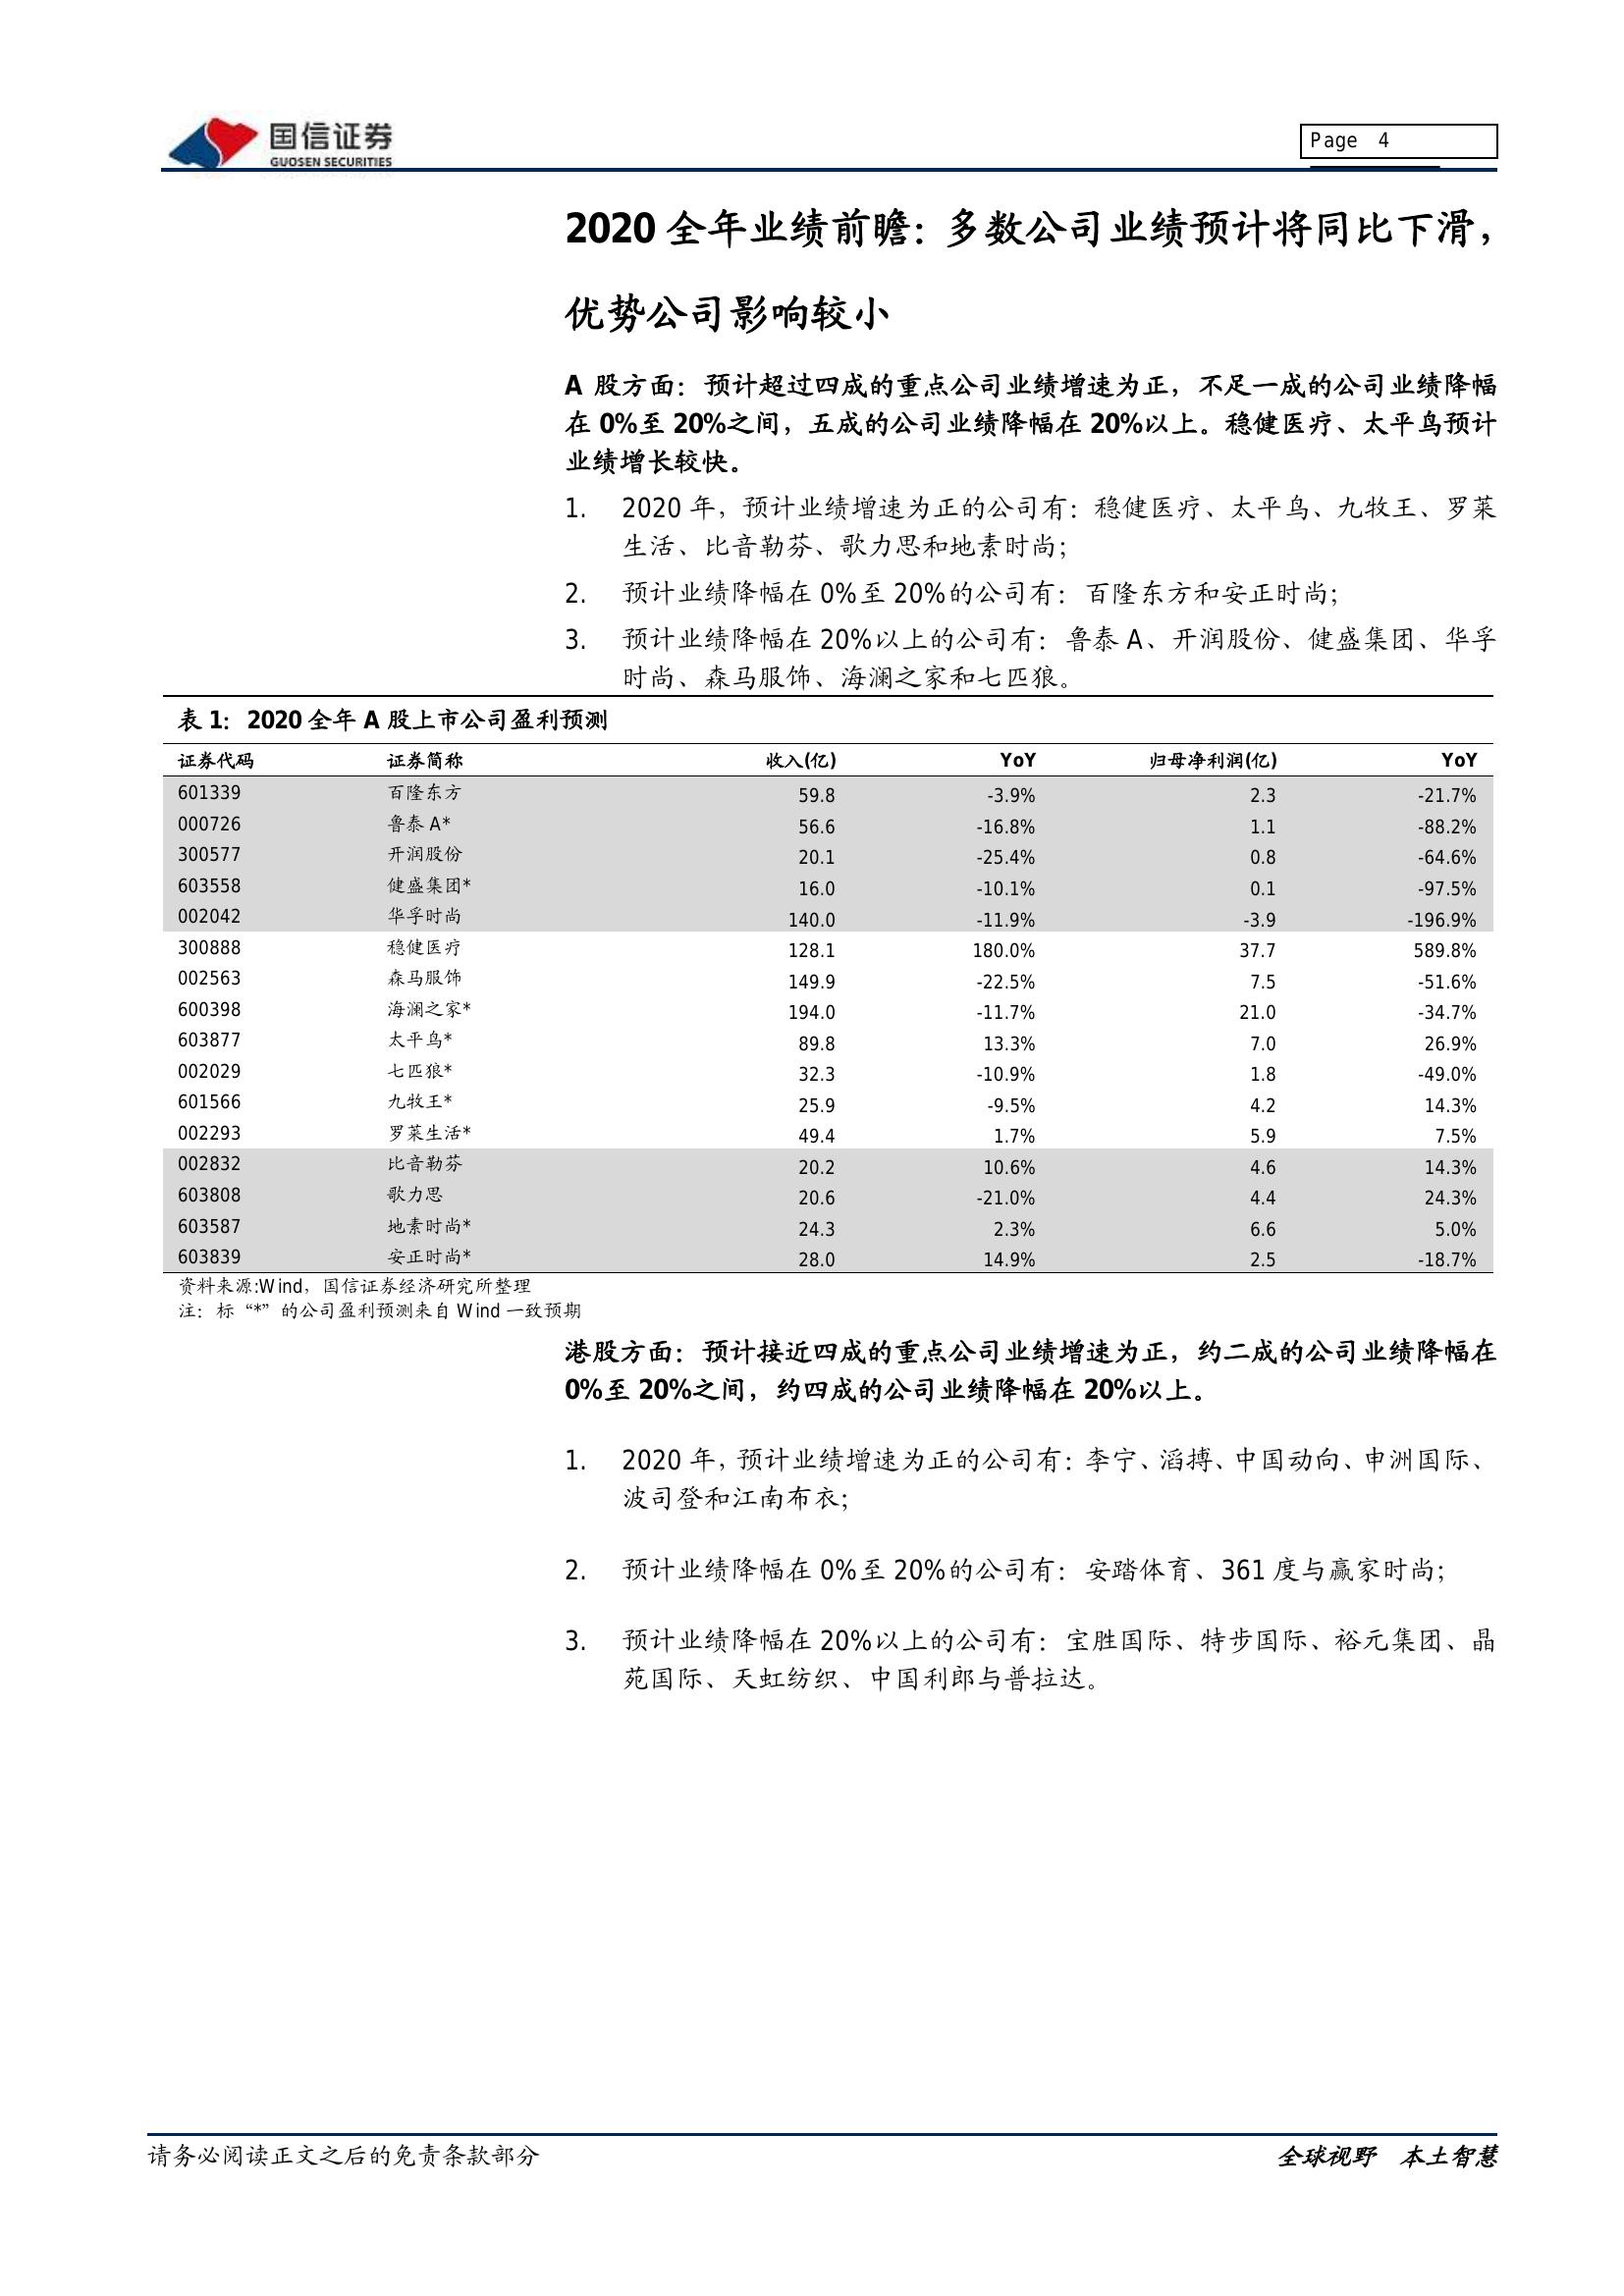 国信证券
GUOSEN SECURITIES
Page 4
2020 全年业绩前瞻：多数公司业绩预计将同比下滑，
优势公司影响较小
A 股方面：预计超过四成的重点公司业绩增速为正，不足一成的公司业绩降幅
在 0%至 20%之间，五成的公司业绩降幅在 20%以上。稳健医疗、太平鸟预计
业绩增长较快。
1. 2020 年，预计业绩增速为正的公司有：稳健医疗、太平鸟、九牧王、罗莱
生活、比音勒芬、歌力思和地素时尚；
2. 预计业绩降幅在 0%至 20%的公司有：百隆东方和安正时尚；
3. 预计业绩降幅在 20%以上的公司有：鲁泰 A、开润股份、健盛集团、华孚
时尚、森马服饰、海澜之家和七匹狼。
表 1：2020 全年 A 股上市公司盈利预测
证券代码 证券简称 收入(亿) YoY 归母净利润(亿) YoY
601339 百隆东方 59.8 -3.9% 2.3 -21.7%
000726 鲁泰 A* 56.6 -16.8% 1.1 -88.2%
300577 开润股份 20.1 -25.4% 0.8 -64.6%
603558 健盛集团* 16.0 -10.1% 0.1 -97.5%
002042 华孚时尚 140.0 -11.9% -3.9 -196.9%
300888 稳健医疗 128.1 180.0% 37.7 589.8%
002563 森马服饰 149.9 -22.5% 7.5 -51.6%
600398 海澜之家* 194.0 -11.7% 21.0 -34.7%
603877 太平鸟* 89.8 13.3% 7.0 26.9%
002029 七匹狼* 32.3 -10.9% 1.8 -49.0%
601566 九牧王* 25.9 -9.5% 4.2 14.3%
002293 罗莱生活* 49.4 1.7% 5.9 7.5%
002832 比音勒芬 20.2 10.6% 4.6 14.3%
603808 歌力思 20.6 -21.0% 4.4 24.3%
603587 地素时尚* 24.3 2.3% 6.6 5.0%
603839 安正时尚* 28.0 14.9% 2.5 -18.7%
资料来源:Wind，国信证券经济研究所整理
注：标“*”的公司盈利预测来自 Wind 一致预期
港股方面：预计接近四成的重点公司业绩增速为正，约二成的公司业绩降幅在
0%至 20%之间，约四成的公司业绩降幅在 20%以上。
1. 2020 年，预计业绩增速为正的公司有：李宁、滔搏、中国动向、申洲国际、
波司登和江南布衣；
2. 预计业绩降幅在 0%至 20%的公司有：安踏体育、361 度与赢家时尚；
3. 预计业绩降幅在 20%以上的公司有：宝胜国际、特步国际、裕元集团、晶
苑国际、天虹纺织、中国利郎与普拉达。
请务必阅读正文之后的免责条款部分 全球视野 本土智慧